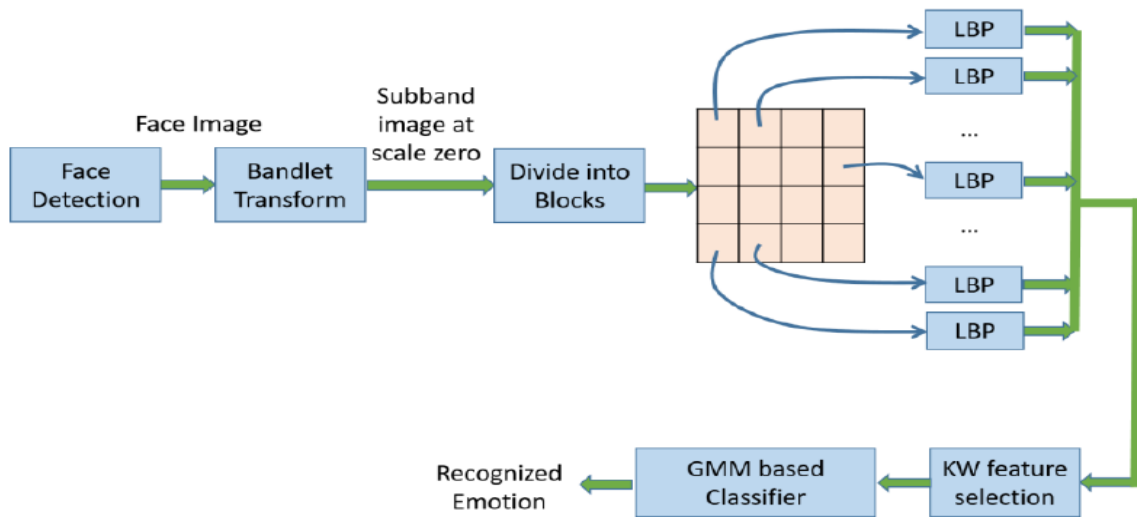 Face
Detection
Face Image
Bandlet
Transform
Subband
image at
scale zero
Divide into
Blocks
LBP
LBP
...
LBP
...
LBP
LBP
KW feature
selection
GMM based
Classifier
Recognized
Emotion